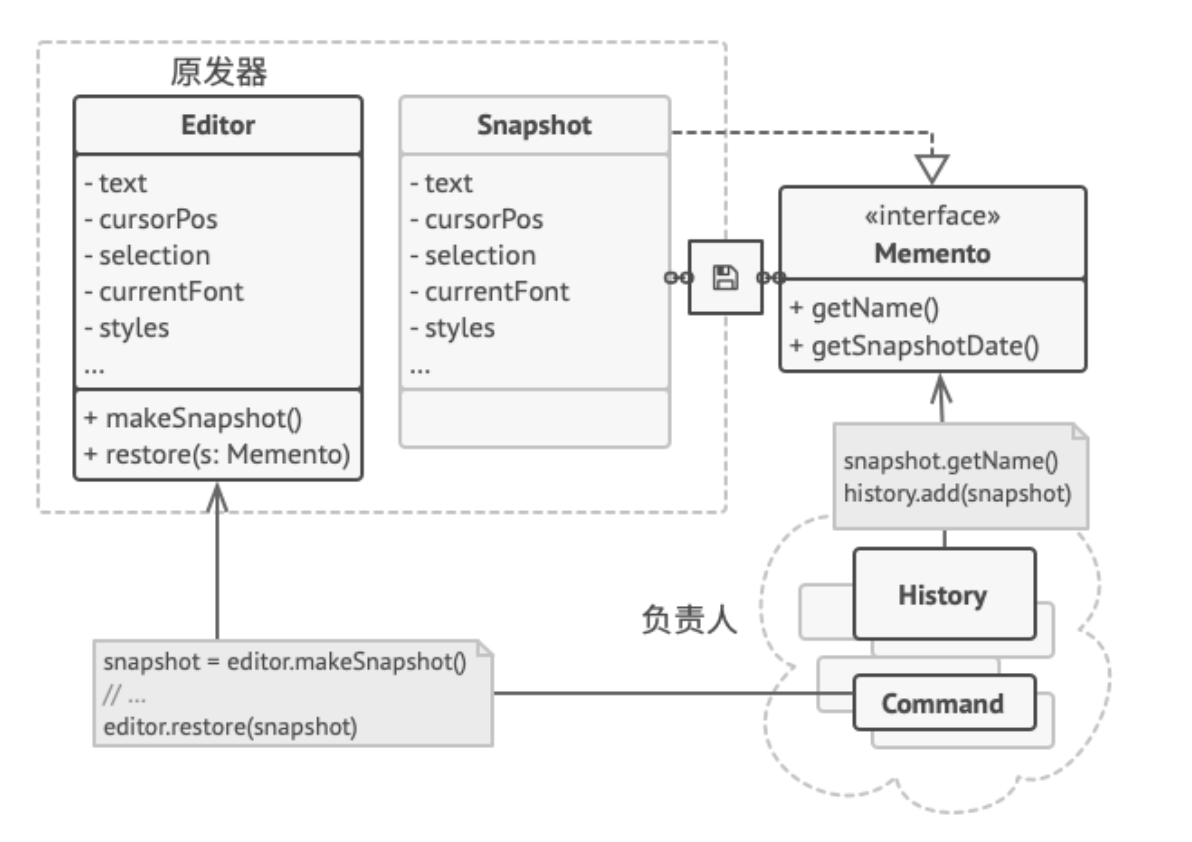 原发器
Editor
- text
- cursorPos
- selection
- currentFont
- styles
...
+ makeSnapshot()
+ restore(s: Memento)
Snapshot
- text
- cursorPos
- selection
- currentFont
- styles
...
«interface»
Memento
+ getName()
+ getSnapshotDate()
snapshot.getName()
history.add(snapshot)
负责人
History
Command
snapshot = editor.makeSnapshot()
// ...
editor.restore(snapshot)